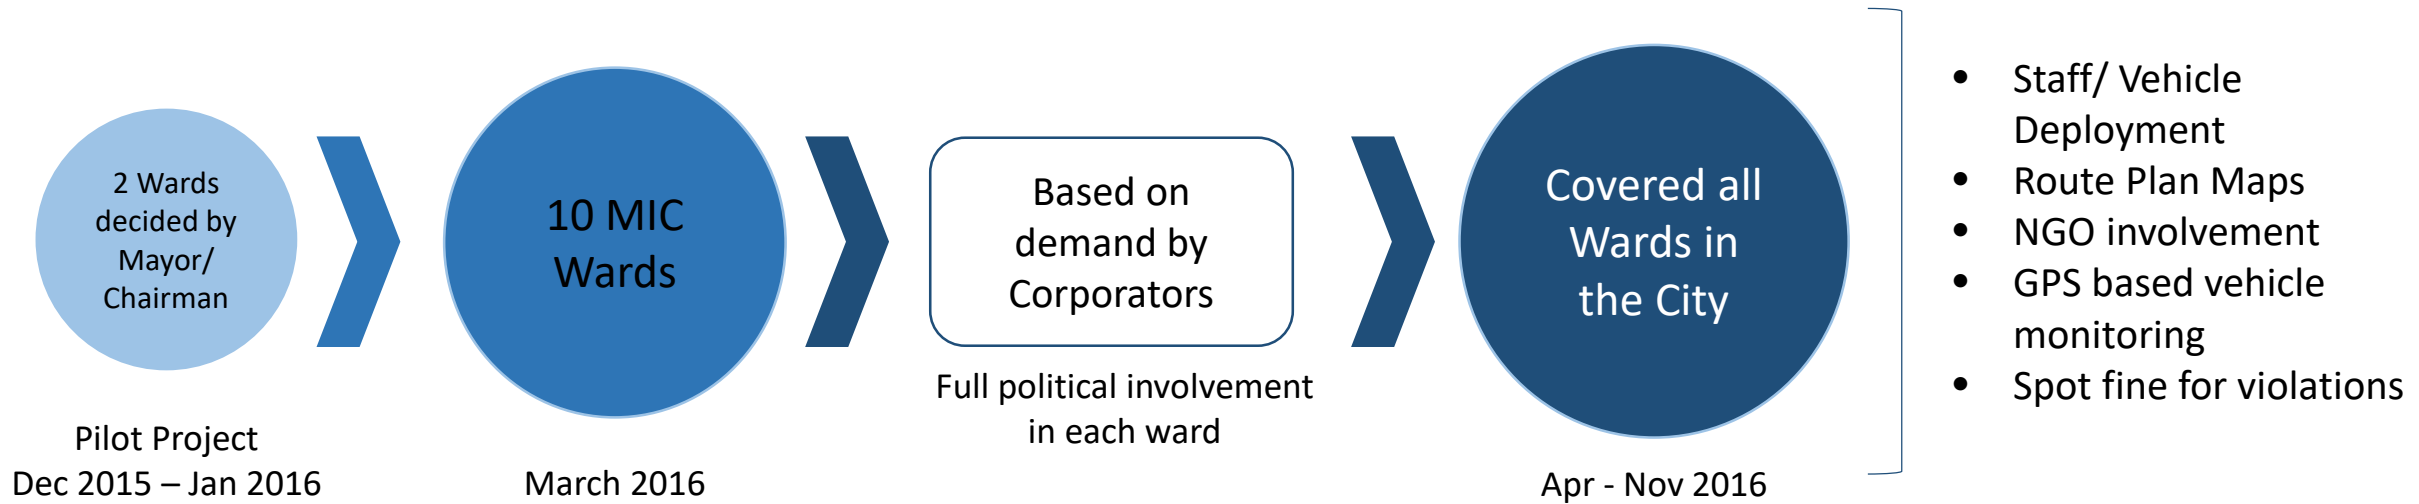 2 Wards
decided by
Mayor/
Chairman
Pilot Project
Dec 2015 – Jan 2016
10 MIC
Wards
March 2016
Based on
demand by
Corporators
Full political involvement
in each ward
Covered all
Wards in
the City
Apr - Nov 2016
• Staff/ Vehicle
Deployment
• Route Plan Maps
• NGO involvement
• GPS based vehicle
monitoring
• Spot fine for violations